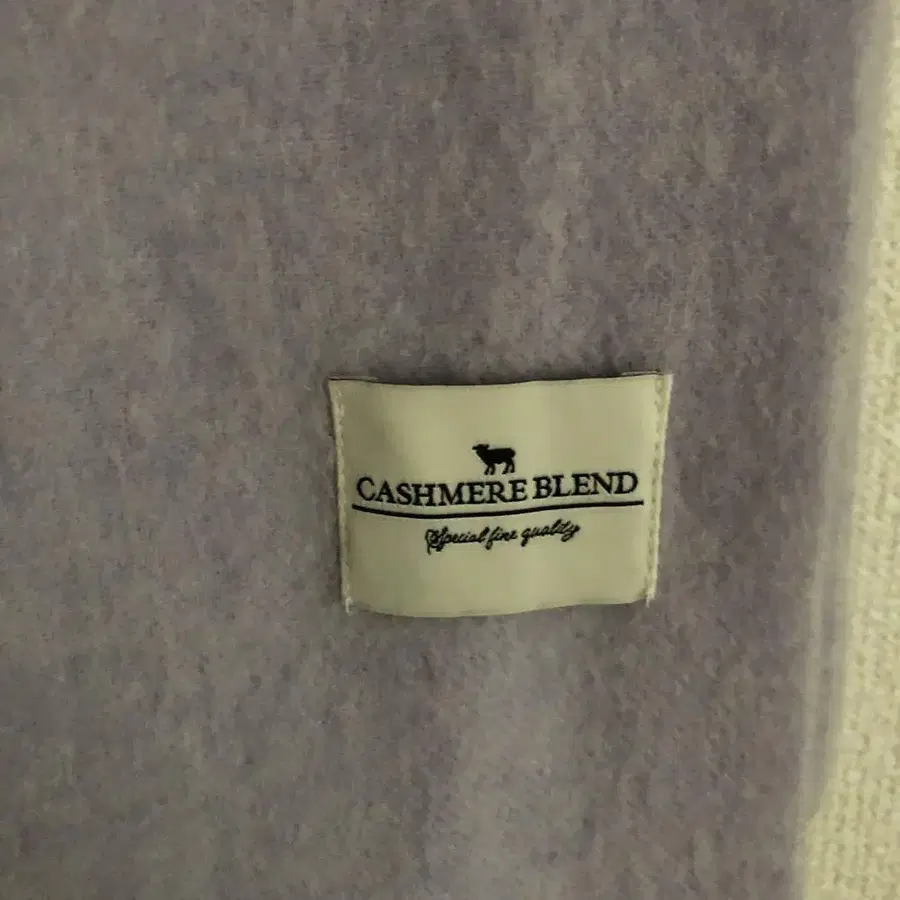 CASHMERE BLEND
Special fine quality